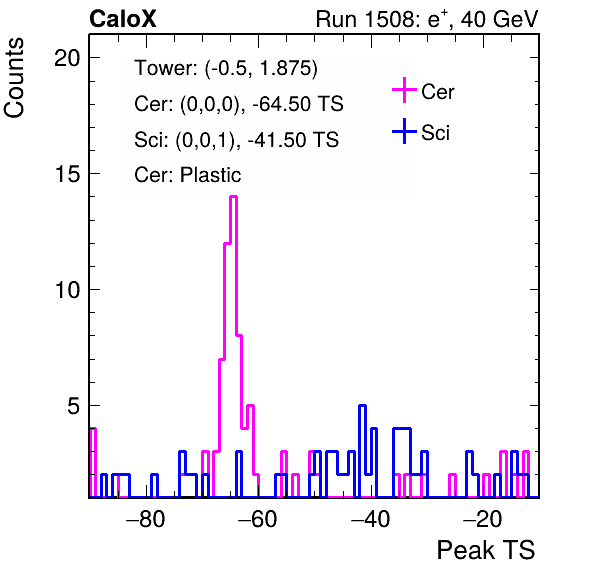 CaloX Run 1508: e⁺, 40 GeV
Counts
20
15
10
5
Tower: (-0.5, 1.875)
Cer: (0,0,0), -64.50 TS
Sci: (0,0,1), -41.50 TS
Cer: Plastic
Cer
Sci
−80 −60 −40 −20
Peak TS